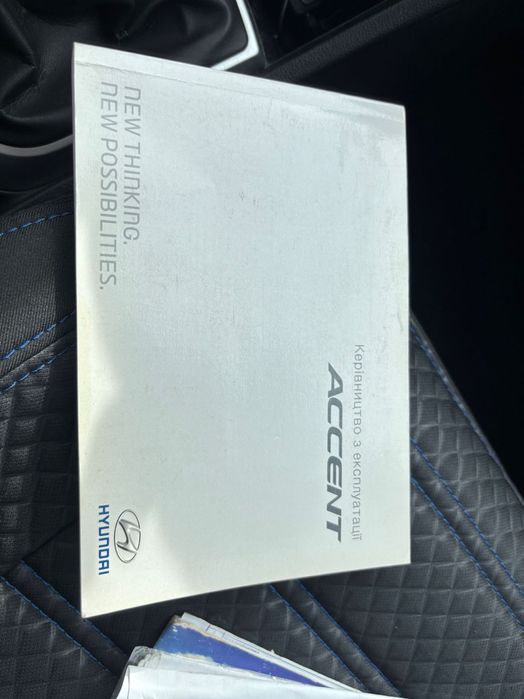 Керівництво з експлуатації
ACCENT
NEW THINKING.
NEW POSSIBILITIES.
HYUNDAI